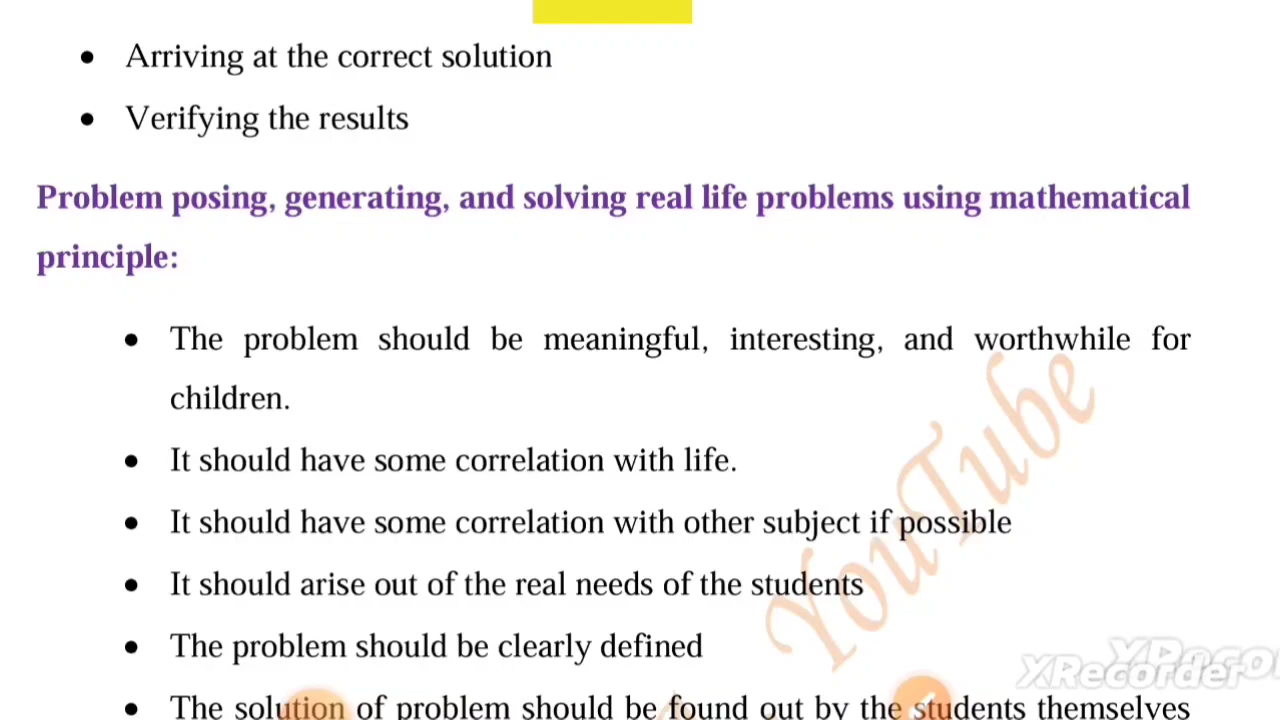 • Arriving at the correct solution
• Verifying the results
Problem posing, generating, and solving real life problems using mathematical
principle:
• The problem should be meaningful, interesting, and worthwhile for
children.
• It should have some correlation with life.
• It should have some correlation with other subject if possible
• It should arise out of the real needs of the students
• The problem should be clearly defined
• The solution of problem should be found out by the students themselves
YouTube
XRecorder
XRecorder